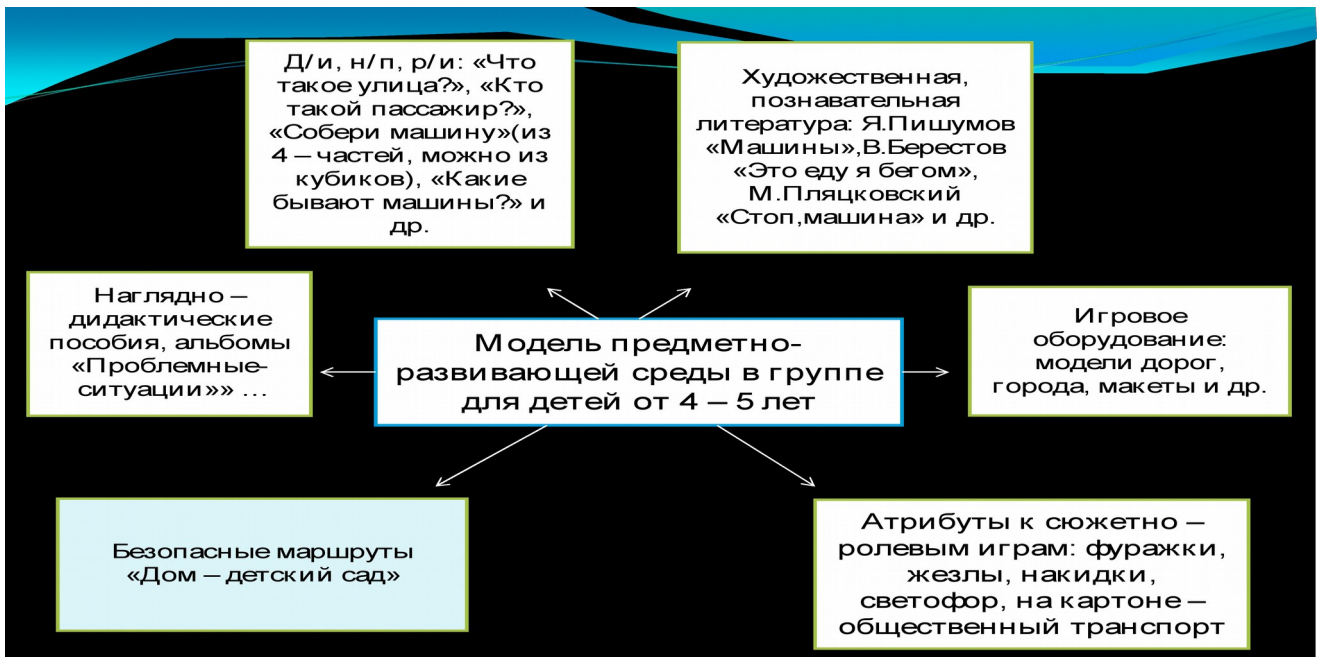 Д/и, н/п, р/и: «Что
такое улица?», «Кто
такой пассажир?»,
«Собери машину»(из
4 – частей, можно из
кубиков), «Какие
бывают машины?» и
др.
Художественная,
познавательная
литература: Я.Пишумов
«Машины»,В.Берестов
«Это еду я бегом»,
М.Пляцковский
«Стоп,машина» и др.
Наглядно –
дидактические
пособия, альбомы
«Проблемные-
ситуации»» ...
Модель предметно-
развивающей среды в группе
для детей от 4 – 5 лет
Игровое
оборудование:
модели дорог,
города, макеты и др.
Безопасные маршруты
«Дом – детский сад»
Атрибуты к сюжетно –
ролевым играм: фуражки,
жезлы, накидки,
светофор, на картоне –
общественный транспорт